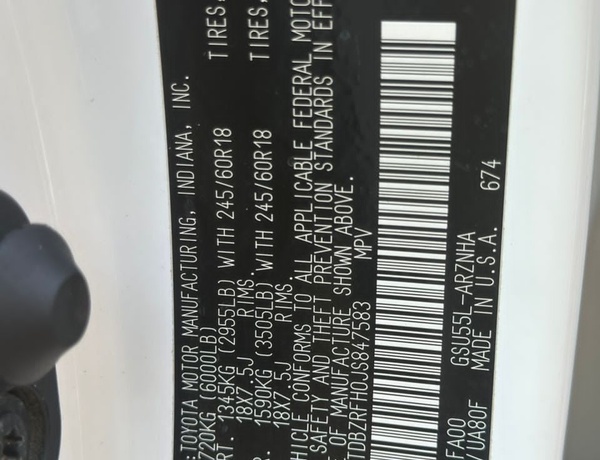 :TOYOTA MOTOR MANUFACTURING, INDIANA, INC.
720KG (6000LB)
RT. 1345KG (2955LB) WITH 245/60R18 TIRES,
18X7.5J RIMS.
R. 1590KG (3505LB) WITH 245/60R18 TIRES,
18X7.5J RIMS.
HICLE CONFORMS TO ALL APPLICABLE FEDERAL MOTO
SAFETY AND THEFT PREVENTION STANDARDS IN EFF
E OF MANUFACTURE SHOWN ABOVE.
TDBZRFH0JS847583 MPV
FA00 GSU55L-ARZNHA
/UA80F MADE IN U.S.A. 674